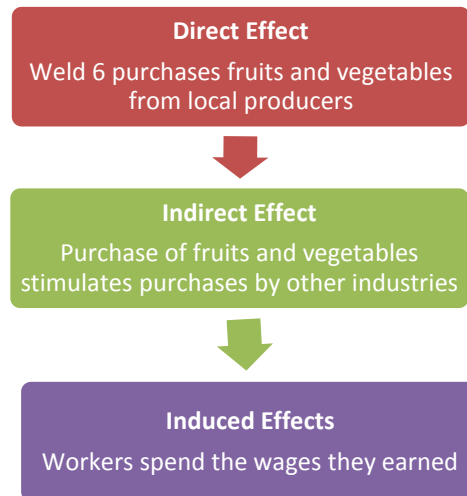 Direct Effect
Weld 6 purchases fruits and vegetables
from local producers
Indirect Effect
Purchase of fruits and vegetables
stimulates purchases by other industries
Induced Effects
Workers spend the wages they earned